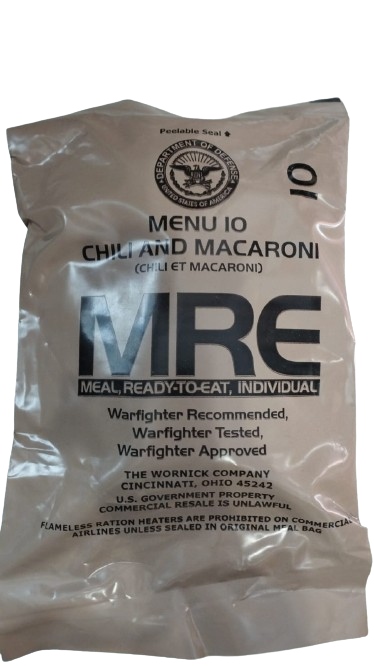 Peelable Seal
DEPARTMENT OF DEFENSE
UNITED STATES OF AMERICA
10
MENU 10
CHILI AND MACARONI
(CHILI ET MACARONI)
MRE
MEAL, READY-TO-EAT, INDIVIDUAL
Warfighter Recommended,
Warfighter Tested,
Warfighter Approved
THE WORNICK COMPANY
CINCINNATI, OHIO 45242
U.S. GOVERNMENT PROPERTY
COMMERCIAL RESALE IS UNLAWFUL
FLAMELESS RATION HEATERS ARE PROHIBITED ON COMMERCIAL
AIRLINES UNLESS SEALED IN ORIGINAL MEAL BAG